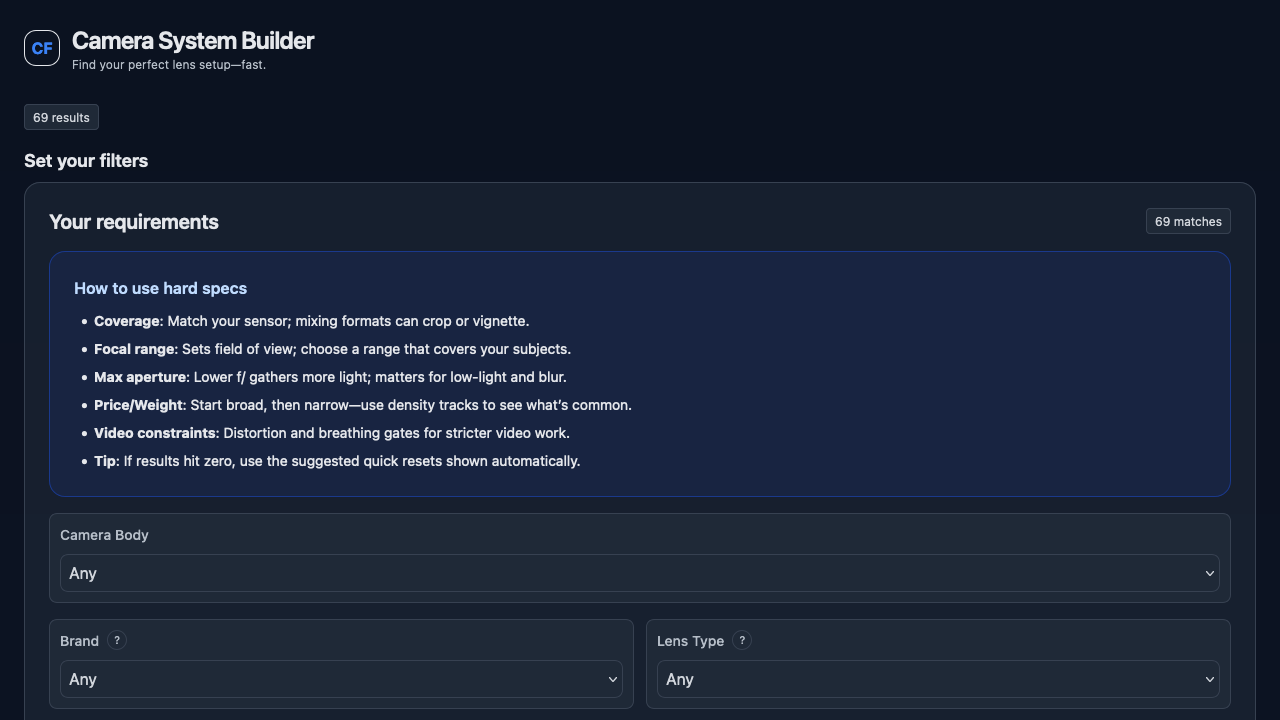 CF
Camera System Builder
Find your perfect lens setup—fast.
69 results
Set your filters
Your requirements
69 matches
How to use hard specs
• Coverage: Match your sensor; mixing formats can crop or vignette.
• Focal range: Sets field of view; choose a range that covers your subjects.
• Max aperture: Lower f/ gathers more light; matters for low-light and blur.
• Price/Weight: Start broad, then narrow—use density tracks to see what's common.
• Video constraints: Distortion and breathing gates for stricter video work.
• Tip: If results hit zero, use the suggested quick resets shown automatically.
Camera Body
Any
Brand ?
Any
Lens Type ?
Any